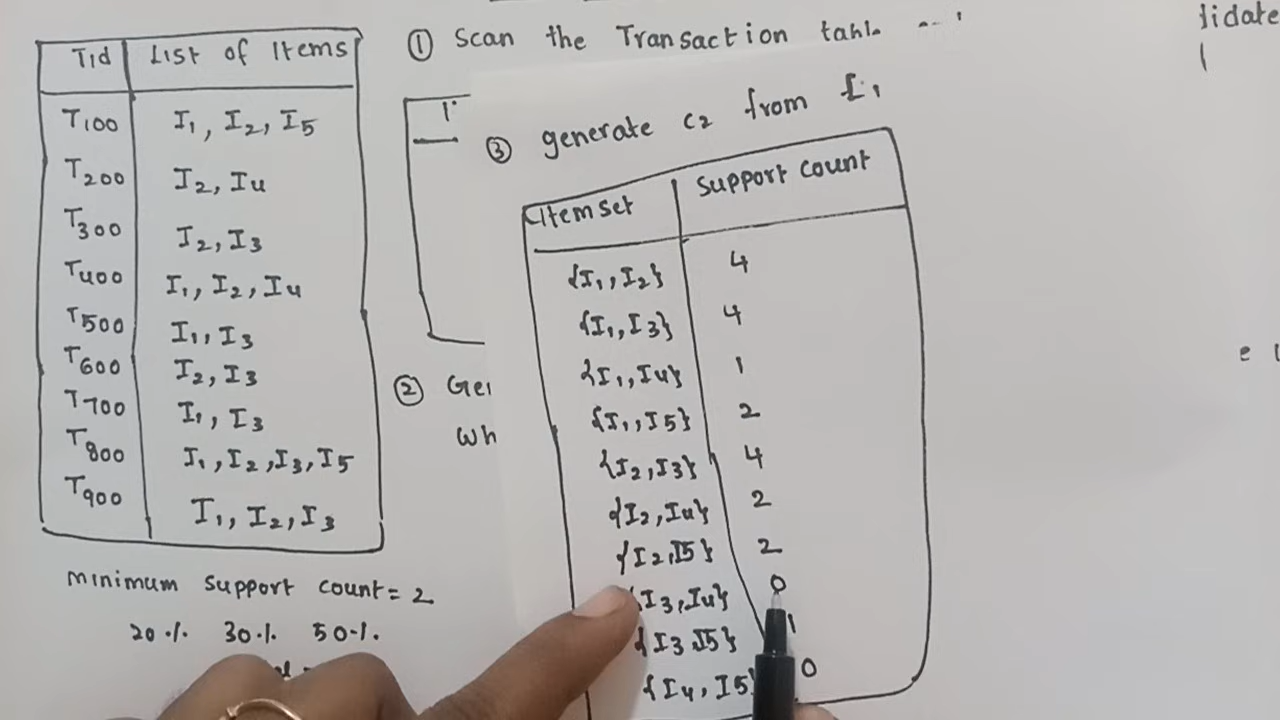 Tid List of Items
T100 I1, I2, I5
T200 I2, I4
T300 I2, I3
T400 I1, I2, I4
T500 I1, I3
T600 I2, I3
T700 I1, I3
T800 I1, I2, I3, I5
T900 I1, I2, I3
minimum support count = 2
20% 30% 50%
① Scan the Transaction
②
③ generate C2 from L1
Itemset Support count
{I1, I2} 4
{I1, I3} 4
{I1, I4} 1
{I1, I5} 2
{I2, I3} 4
{I2, I4} 2
{I2, I5} 2
{I3, I4} 0
{I3, I5} 1
{I4, I5} 0